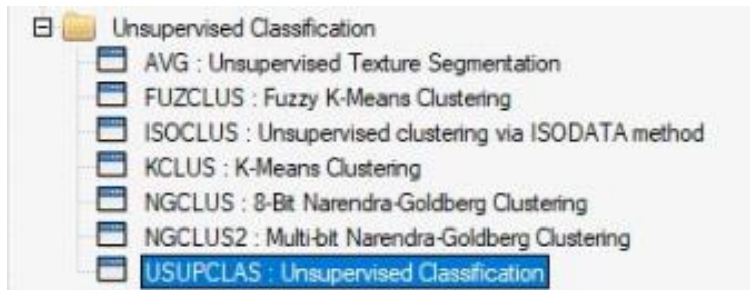 Unsupervised Classification
AVG : Unsupervised Texture Segmentation
FUZCLUS : Fuzzy K-Means Clustering
ISOCLUS : Unsupervised clustering via ISODATA method
KCLUS : K-Means Clustering
NGCLUS : 8-Bit Narendra-Goldberg Clustering
NGCLUS2 : Multi-bit Narendra-Goldberg Clustering
USUPCLAS : Unsupervised Classification